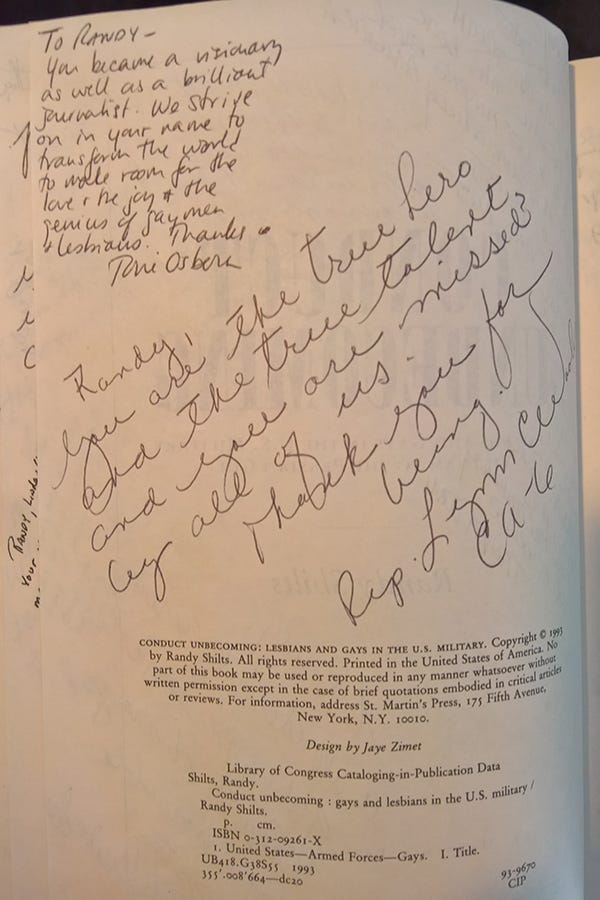 To RANDY-
You became a visionary
as well as a brilliant
journalist. We strive
on in your name to
transform the world
to make room for the
love & the joy & the
genius of gay men
& lesbians. Thanks
Torie Osborn
Randy,
You are the true hero
and the true talent,
and you are missed
by all of us.
Thank you for
being.
Rep. Lynn
CA
RANDY,
Your
CONDUCT UNBECOMING: LESBIANS AND GAYS IN THE U.S. MILITARY. Copyright © 1993
by Randy Shilts. All rights reserved. Printed in the United States of America. No
part of this book may be used or reproduced in any manner whatsoever without
written permission except in the case of brief quotations embodied in critical articles
or reviews. For information, address St. Martin's Press, 175 Fifth Avenue,
New York, N.Y. 10010.
Design by Jaye Zimet
Library of Congress Cataloging-in-Publication Data
Shilts, Randy.
Conduct unbecoming : gays and lesbians in the U.S. military /
Randy Shilts.
p. cm.
ISBN 0-312-09261-X
1. United States—Armed Forces—Gays. I. Title.
UB418.G38S55 1993
355'.008'664—dc20
93-9670
CIP